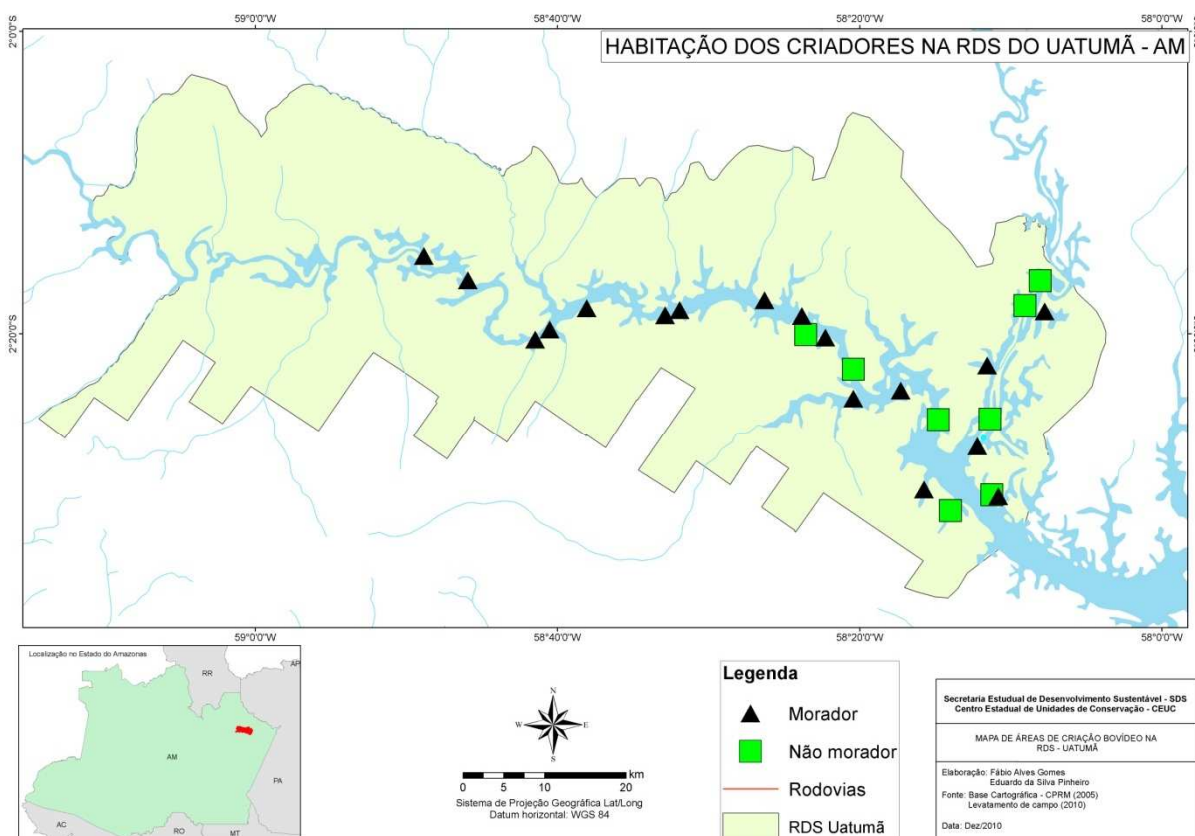 59°0'0"W 58°40'0"W 58°20'0"W 58°0'0"W
2°0'0"S
HABITAÇÃO DOS CRIADORES NA RDS DO UATUMÃ - AM
2°20'0"S
59°0'0"W 58°40'0"W 58°20'0"W 58°0'0"W
Localização no Estado do Amazonas
RR
AP
AM
PA
AC
RO
MT
N
W E
S
0 5 10 20 km
Sistema de Projeção Geográfica Lat/Long
Datum horizontal: WGS 84
Legenda
Morador
Não morador
Rodovias
RDS Uatumã
Secretaria Estudual de Desenvolvimento Sustentável - SDS
Centro Estadual de Unidades de Conservação - CEUC
MAPA DE ÁREAS DE CRIAÇÃO BOVÍDEO NA
RDS - UATUMÃ
Elaboração: Fábio Alves Gomes
Eduardo da Silva Pinheiro
Fonte: Base Cartográfica - CPRM (2005)
Levatamento de campo (2010)
Data: Dez/2010